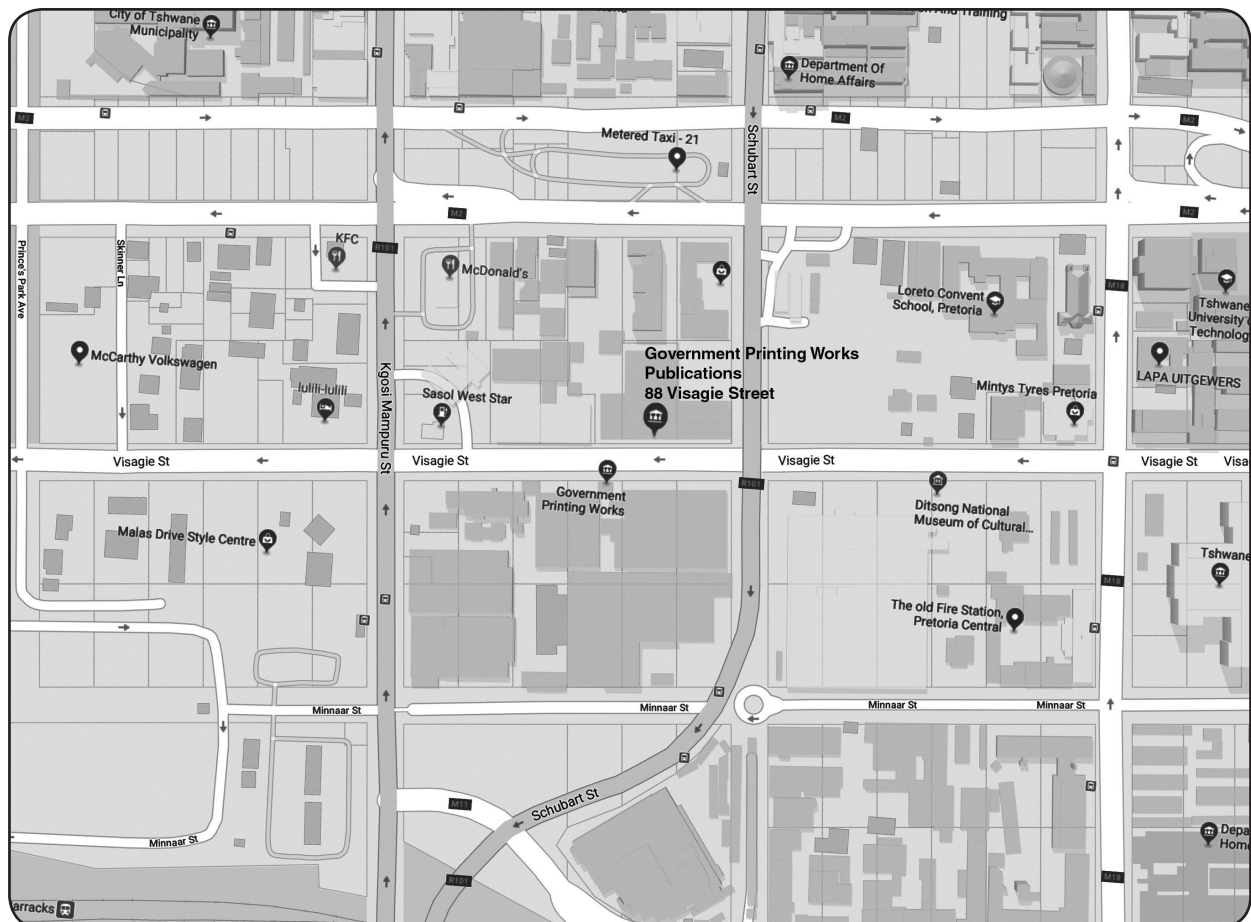 City of Tshwane
Municipality
And Training
Department Of
Home Affairs
M2
M2
M2
Metered Taxi - 21
Schubart St
M2
M2
Prince's Park Ave
Skinner Ln
KFC
R101
McDonald's
Loreto Convent
School, Pretoria
M18
Tshwane
University
Technolog
McCarthy Volkswagen
Government Printing Works
Publications
88 Visagie Street
LAPA UITGEWERS
lulili-lulili
Kgosi Mampuru St
Sasol West Star
Mintys Tyres Pretoria
Visagie St
Visagie St
Visagie St
Visagie St
Visa
R101
Government
Printing Works
Ditsong National
Museum of Cultural...
Malas Drive Style Centre
Tshwane
M18
The old Fire Station,
Pretoria Central
Minnaar St
Minnaar St
Minnaar St
Minnaar St
M11
Schubart St
Minnaar St
Depa
Home
R101
M18
arracks